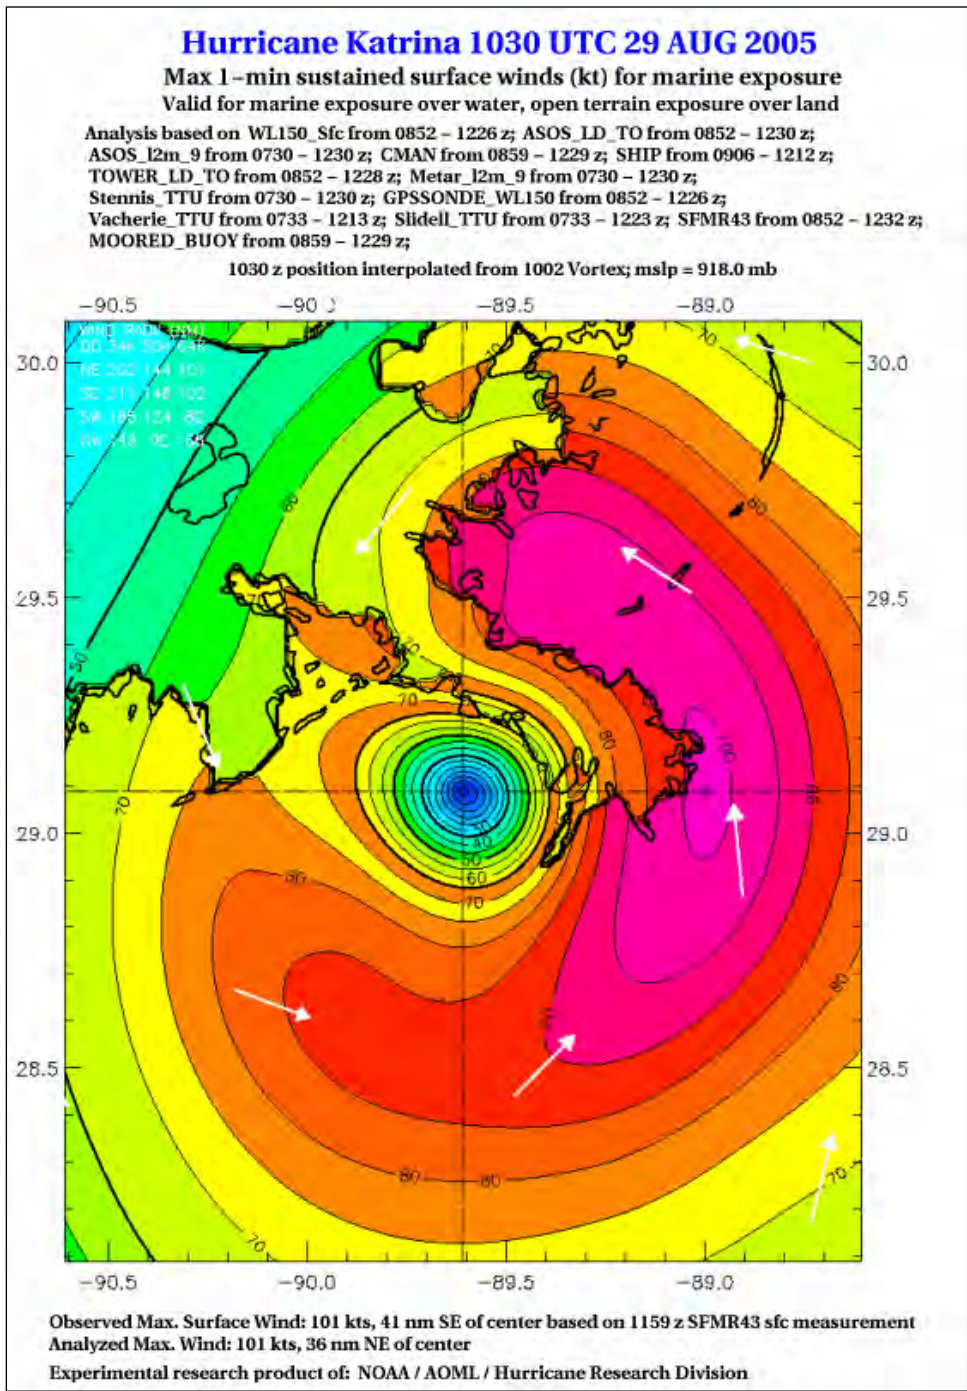 Hurricane Katrina 1030 UTC 29 AUG 2005
Max 1-min sustained surface winds (kt) for marine exposure
Valid for marine exposure over water, open terrain exposure over land
Analysis based on WL150_Sfc from 0852 - 1226 z; ASOS_LD_TO from 0852 - 1230 z;
ASOS_l2m_9 from 0730 - 1230 z; CMAN from 0859 - 1229 z; SHIP from 0906 - 1212 z;
TOWER_LD_TO from 0852 - 1228 z; Metar_l2m_9 from 0730 - 1230 z;
Stennis_TTU from 0730 - 1230 z; GPSSONDE_WL150 from 0852 - 1226 z;
Vacherie_TTU from 0733 - 1213 z; Slidell_TTU from 0733 - 1223 z; SFMR43 from 0852 - 1232 z;
MOORED_BUOY from 0859 - 1229 z;
1030 z position interpolated from 1002 Vortex; mslp = 918.0 mb
-90.5 -90.0 -89.5 -89.0
70
30.0 30.0
70
80
60
29.5 29.5
70
70
50
70
80
100
70
90
29.0 29.0
40
50
60
70
80
80
28.5 28.5
80 80
70
70
-90.5 -90.0 -89.5 -89.0
Observed Max. Surface Wind: 101 kts, 41 nm SE of center based on 1159 z SFMR43 sfc measurement
Analyzed Max. Wind: 101 kts, 36 nm NE of center
Experimental research product of: NOAA / AOML / Hurricane Research Division